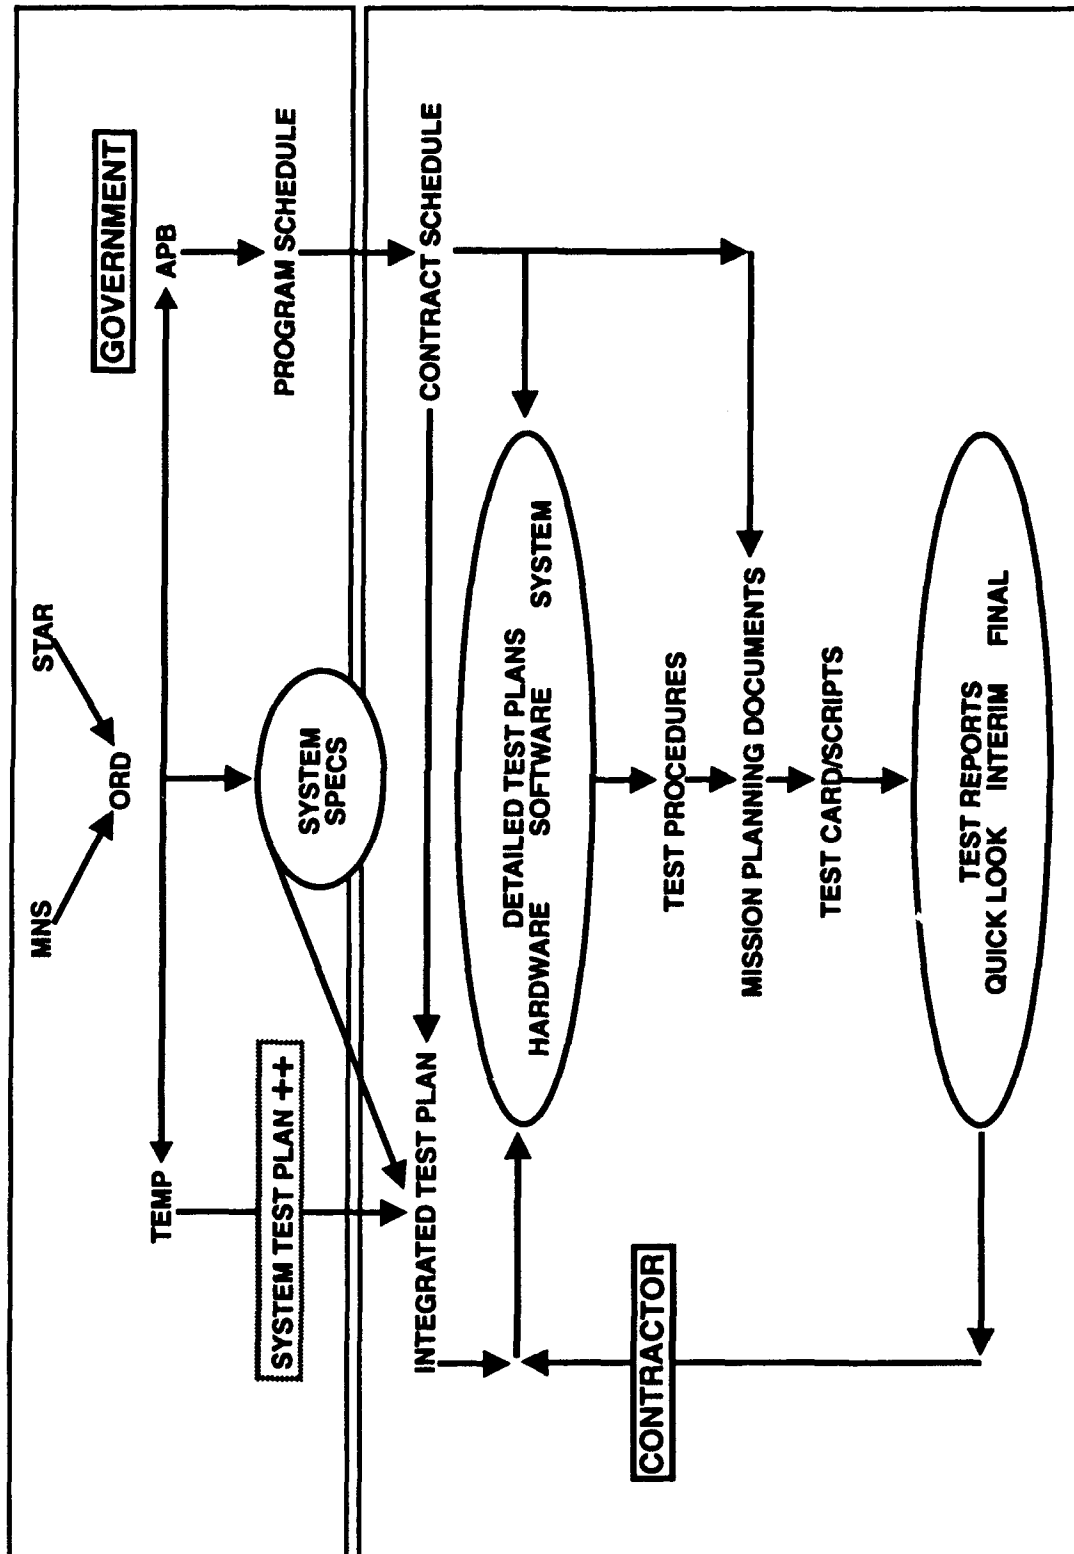 MNS
STAR
ORD
GOVERNMENT
TEMP
APB
SYSTEM TEST PLAN ++
SYSTEM
SPECS
PROGRAM SCHEDULE
INTEGRATED TEST PLAN
CONTRACT SCHEDULE
DETAILED TEST PLANS
HARDWARE SOFTWARE SYSTEM
CONTRACTOR
TEST PROCEDURES
MISSION PLANNING DOCUMENTS
TEST CARD/SCRIPTS
TEST REPORTS
QUICK LOOK INTERIM FINAL